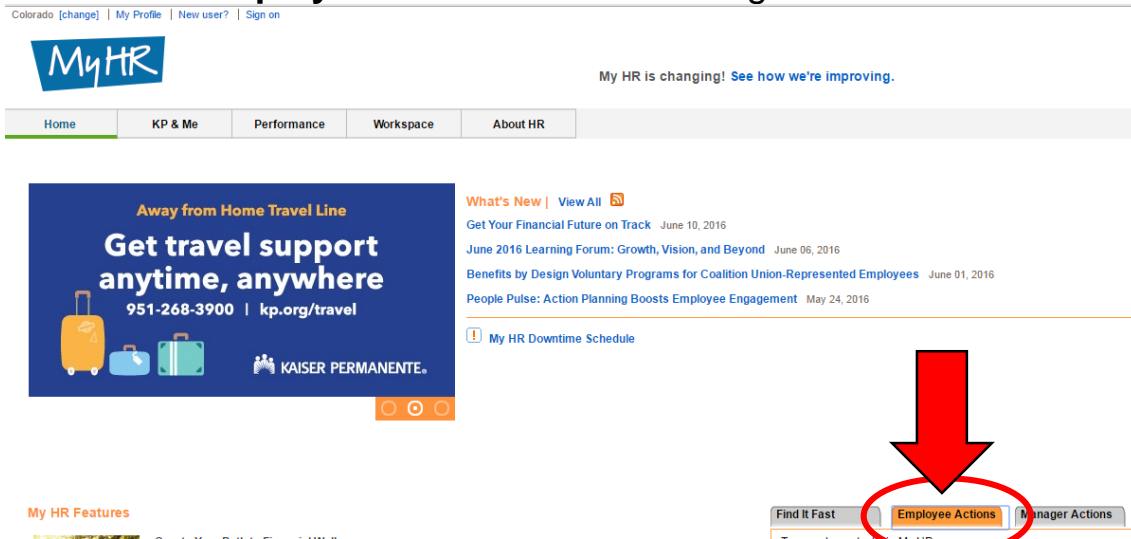 Colorado [change] | My Profile | New user? | Sign on
MyHR
My HR is changing! See how we're improving.
Home KP & Me Performance Workspace About HR
Away from Home Travel Line
Get travel support
anytime, anywhere
951-268-3900 | kp.org/travel
KAISER PERMANENTE®
What's New | View All
Get Your Financial Future on Track June 10, 2016
June 2016 Learning Forum: Growth, Vision, and Beyond June 06, 2016
Benefits by Design Voluntary Programs for Coalition Union-Represented Employees June 01, 2016
People Pulse: Action Planning Boosts Employee Engagement May 24, 2016
! My HR Downtime Schedule
My HR Features
Find It Fast Employee Actions Manager Actions